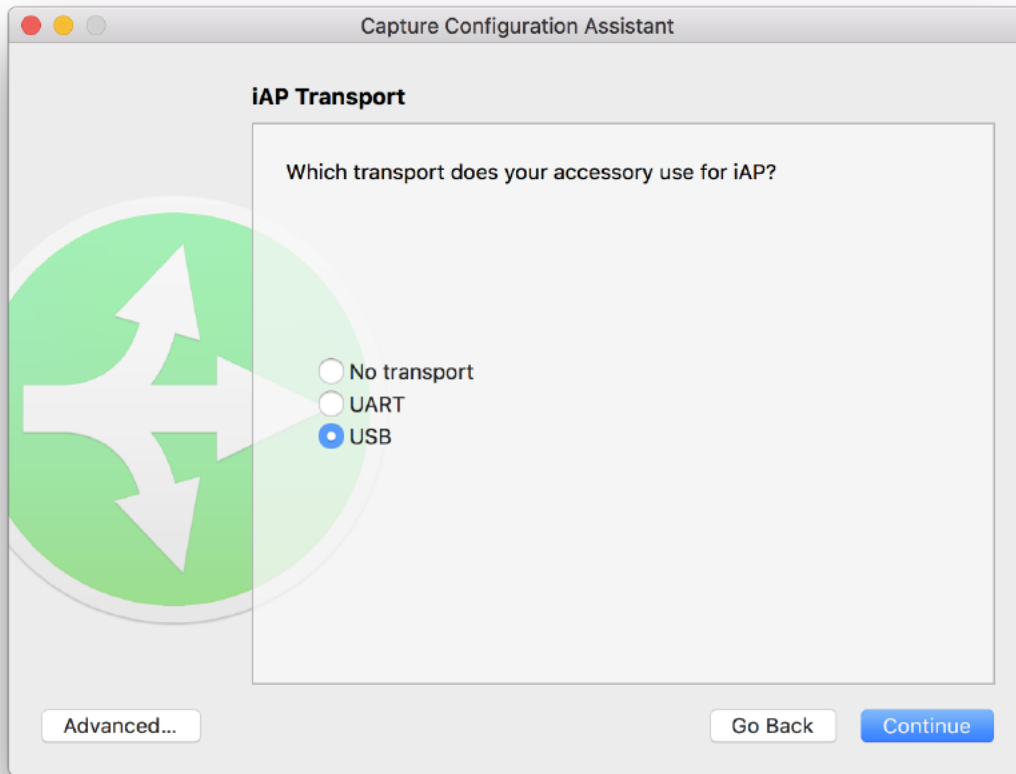 Capture Configuration Assistant
iAP Transport
Which transport does your accessory use for iAP?
No transport
UART
USB
Advanced...
Go Back
Continue